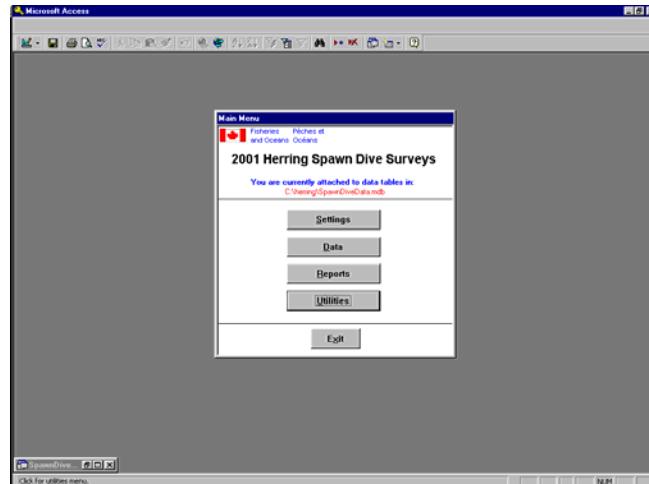 Microsoft Access
Main Menu
Fisheries Pêches et
and Oceans Océans
2001 Herring Spawn Dive Surveys
You are currently attached to data tables in:
C:\herring\SpawnDiveData.mdb
Settings
Data
Reports
Utilities
Exit
SpawnDive...
Click for utilities menu.
NUM